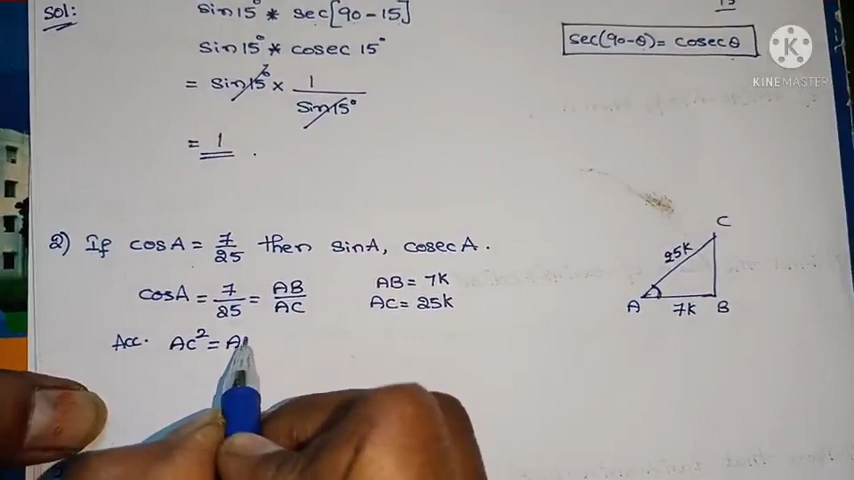 Sol: sin15° * sec[90-15]
sin15° * cosec 15°
= sin15° × 1/sin15°
= 1
15°
sec(90-θ) = cosecθ
K
KINEMASTER
2) If cosA = 7/25 then sinA, cosecA.
cosA = 7/25 = AB/AC
AB = 7K
AC = 25K
Acc. AC² = A
C
25K
A 7K B